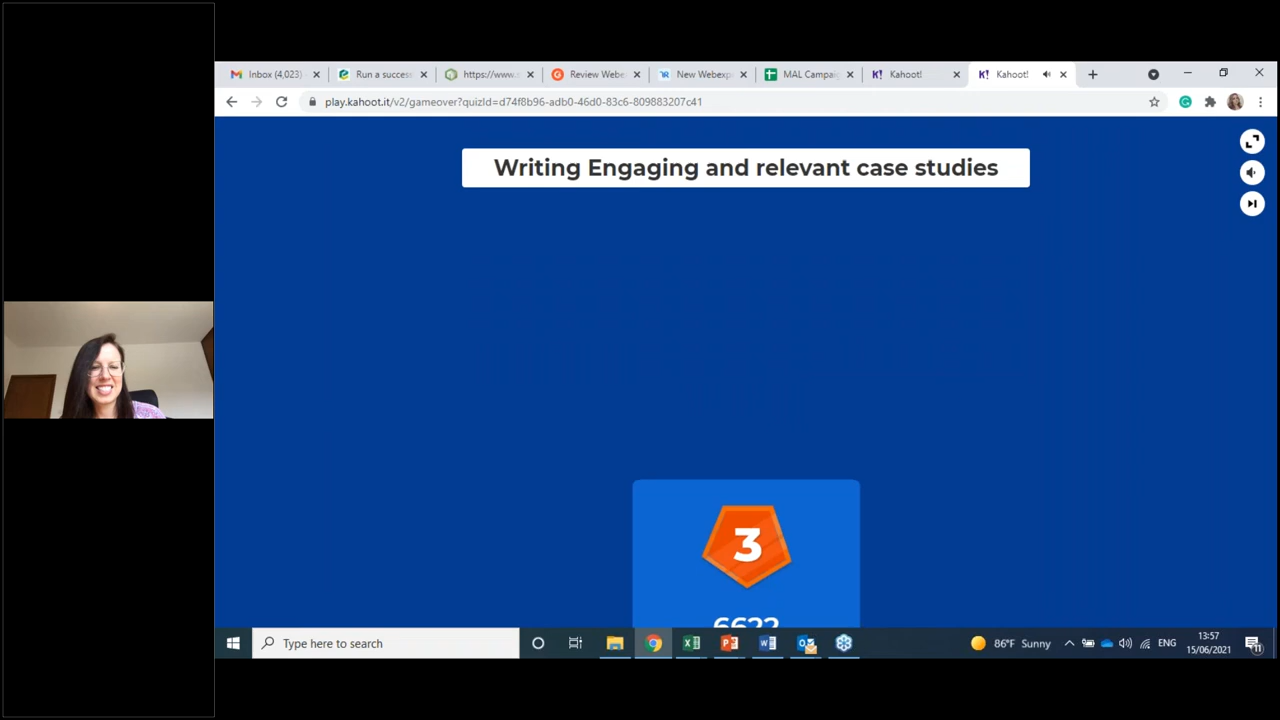 Inbox (4,023)
Run a succes
https://www.
Review Webe
New Webexp
MAL Campai
Kahoot!
Kahoot!
play.kahoot.it/v2/gameover?quizId=d74f8b96-adb0-46d0-83c6-809883207c41
Writing Engaging and relevant case studies
3
6622
Type here to search
86°F Sunny
ENG
13:57
15/06/2021
11